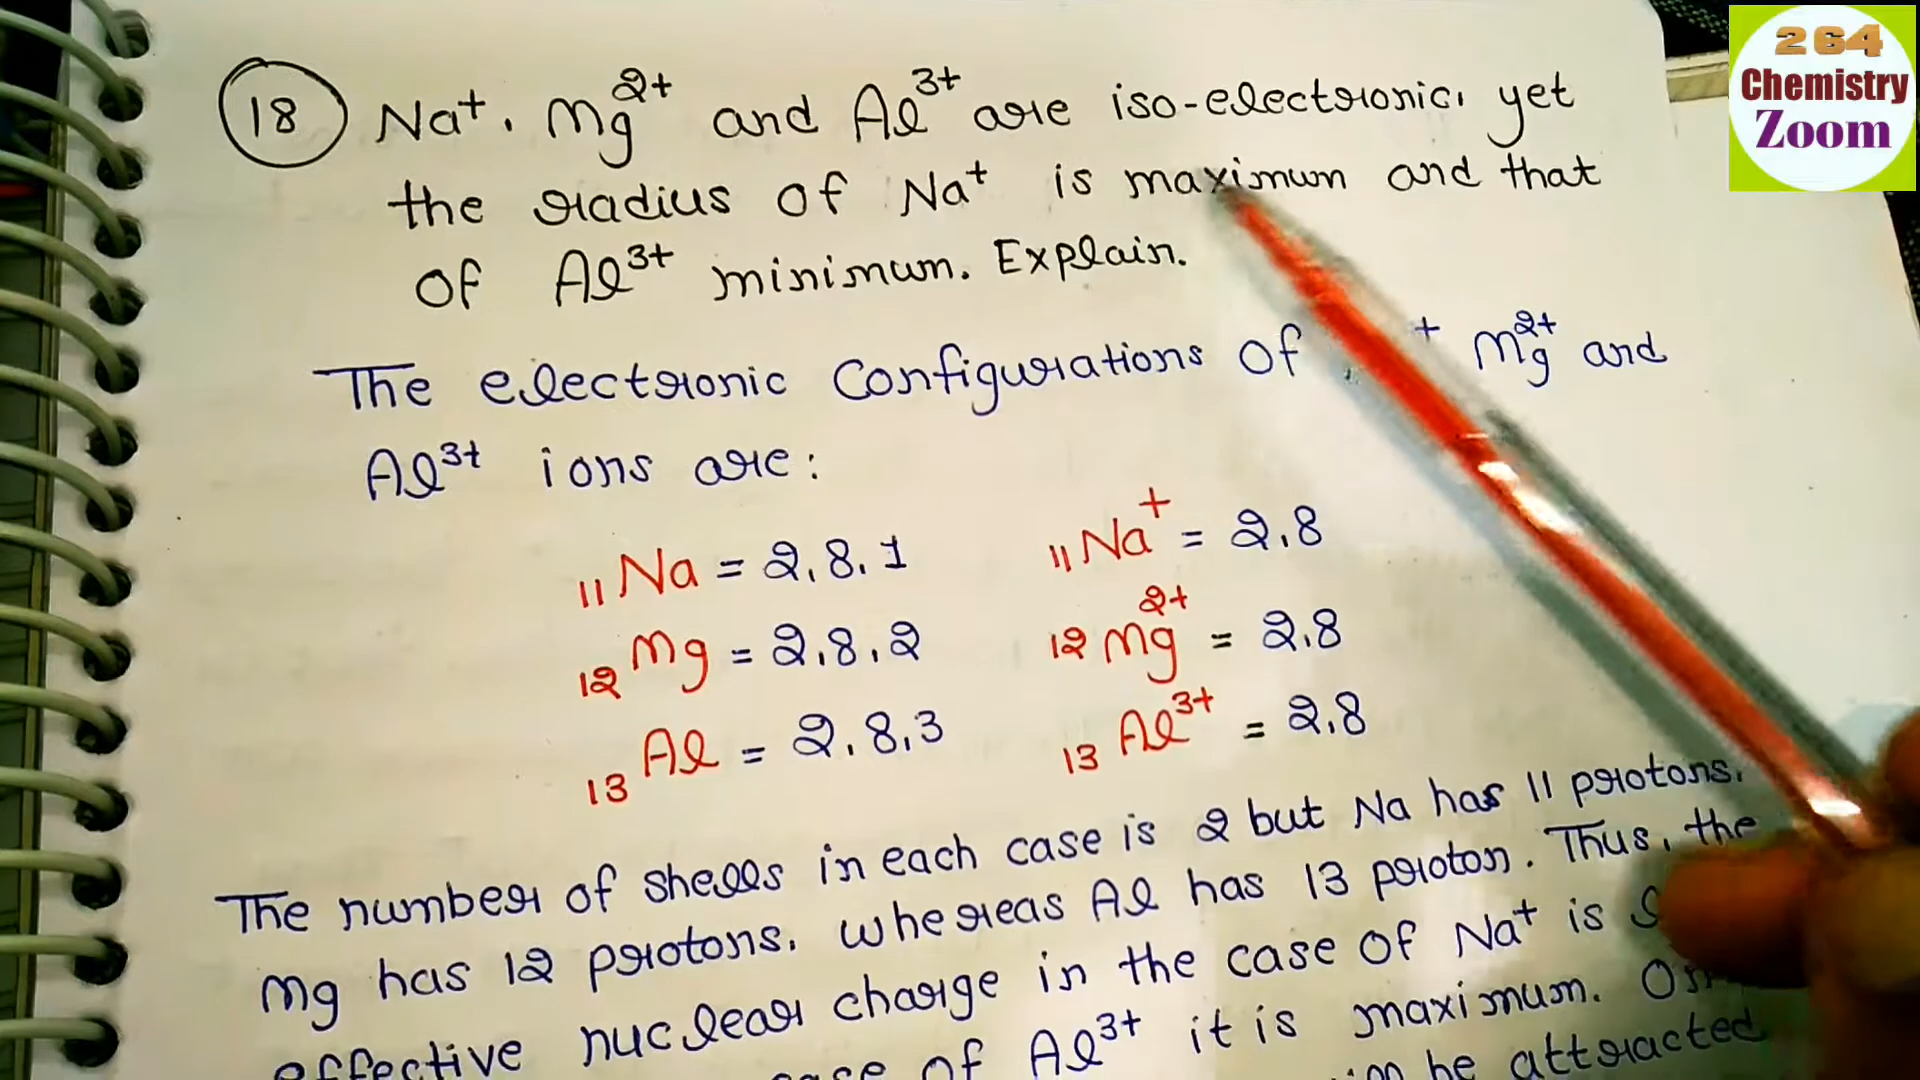 264
Chemistry
Zoom
18 Na⁺, Mg²⁺ and Al³⁺ are iso-electronic, yet
the radius of Na⁺ is maximum and that
of Al³⁺ minimum. Explain.
The electronic Configurations of ⁺ Mg²⁺ and
Al³⁺ ions are:
₁₁Na = 2,8,1 ₁₁Na⁺ = 2,8
₁₂Mg = 2,8,2 ₁₂Mg²⁺ = 2,8
₁₃Al = 2,8,3 ₁₃Al³⁺ = 2,8
The number of shells in each case is 2 but Na has 11 protons,
Mg has 12 protons, whereas Al has 13 proton. Thus, the
effective nuclear charge in the case of Na⁺ is
case of Al³⁺ it is maximum.
be attracted